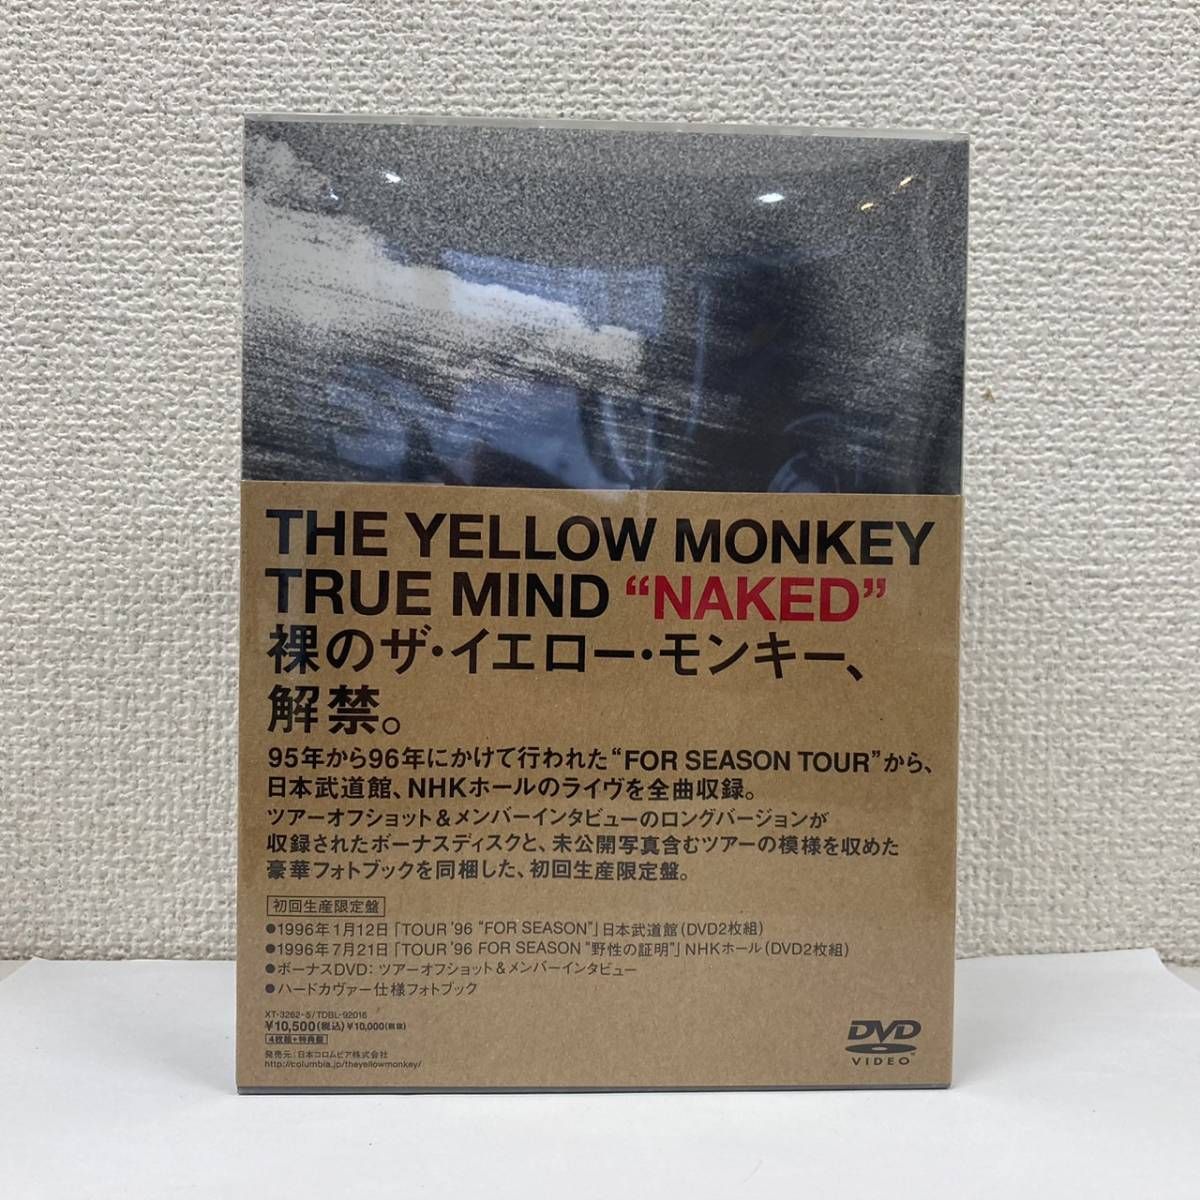 THE YELLOW MONKEY
TRUE MIND “NAKED”
裸のザ・イエロー・モンキー、
解禁。
95年から96年にかけて行われた“FOR SEASON TOUR”から、
日本武道館、NHKホールのライヴを全曲収録。
ツアーオフショット＆メンバーインタビューのロングバージョンが
収録されたボーナスディスクと、未公開写真含むツアーの模様を収めた
豪華フォトブックを同梱した、初回生産限定盤。
初回生産限定盤
●1996年1月12日「TOUR '96 “FOR SEASON”」日本武道館(DVD2枚組)
●1996年7月21日「TOUR '96 FOR SEASON “野性の証明”」NHKホール(DVD2枚組)
●ボーナスDVD：ツアーオフショット＆メンバーインタビュー
●ハードカヴァー仕様フォトブック
XT-3262-5/TDBL-92016
¥10,500(税込) ¥10,000(税抜)
4枚組+特典盤
発売元：日本コロムビア株式会社
http://columbia.jp/theyellowmonkey/
DVD
VIDEO